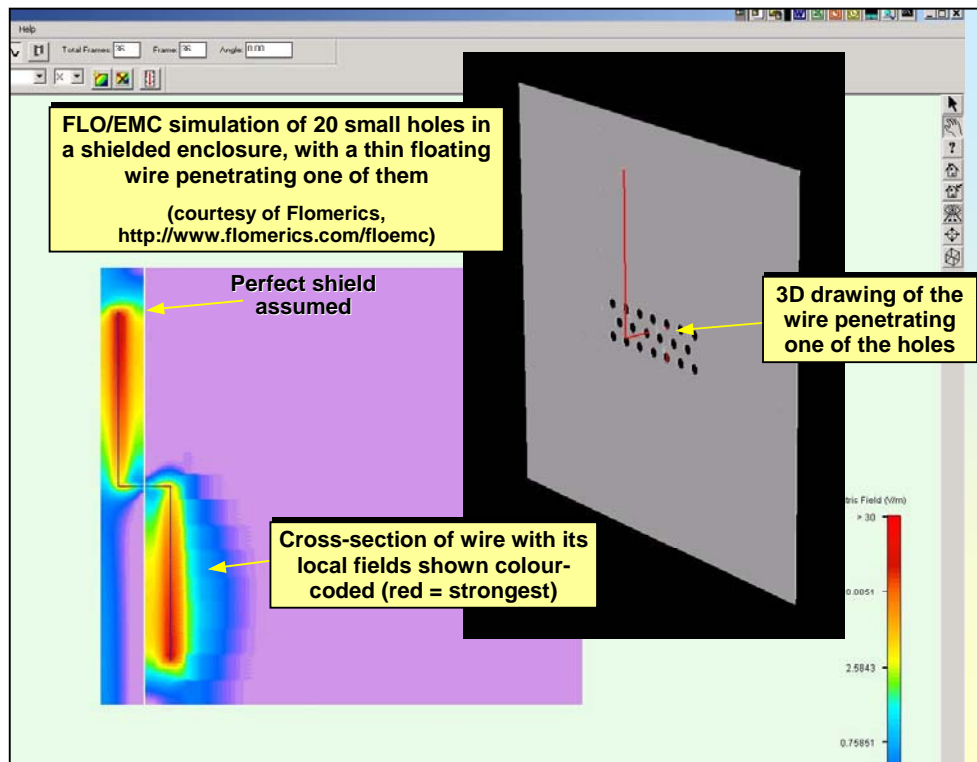 Help
Total Frames: 36 Frame: 36 Angle: 0.00
X
FLO/EMC simulation of 20 small holes in
a shielded enclosure, with a thin floating
wire penetrating one of them
(courtesy of Flomerics,
http://www.flomerics.com/floemc)
Perfect shield
assumed
3D drawing of the
wire penetrating
one of the holes
Cross-section of wire with its
local fields shown colour-
coded (red = strongest)
tric Field (V/m)
> 30
0.0051
2.5843
0.75851